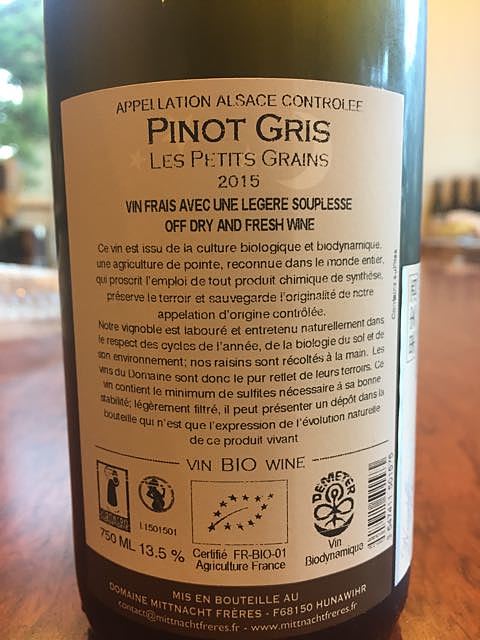 APPELLATION ALSACE CONTROLEE
PINOT GRIS
LES PETITS GRAINS
2015
VIN FRAIS AVEC UNE LEGERE SOUPLESSE
OFF DRY AND FRESH WINE
Ce vin est issu de la culture biologique et biodynamique,
une agriculture de pointe, reconnue dans le monde entier,
qui proscrit l'emploi de tout produit chimique de synthèse,
préserve le terroir et sauvegarde l'originalité de notre
appelation d'origine contrôlée.
Notre vignoble est labouré et entretenu naturellement dans
le respect des cycles de l'année, de la biologie du sol et de
son environnement; nos raisins sont récoltés à la main. Les
vins du Domaine sont donc le pur reflet de leurs terroirs. Ce
vin contient le minimum de sulfites nécessaire à sa bonne
stabilité; légèrement filtré, il peut présenter un dépôt dans la
bouteille qui n'est que l'expression de l'évolution naturelle
de ce produit vivant
VIN BIO WINE
L1501501
750 ML 13.5 %
Certifié FR-BIO-01
Agriculture France
DEMETER
Vin
Biodynamique
MIS EN BOUTEILLE AU
DOMAINE MITTNACHT FRÈRES - F68150 HUNAWIHR
contact@mittnachtfreres.fr - www.mittnachtfreres.fr
Contains sulfites